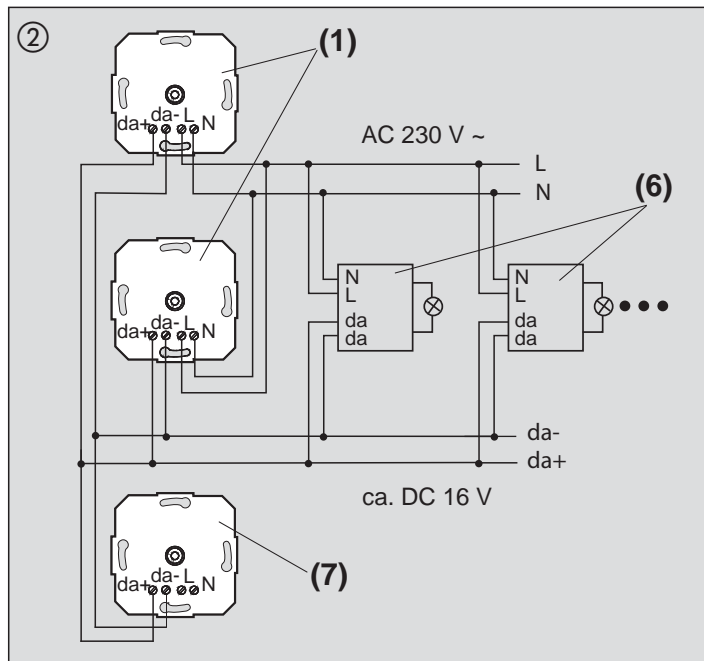 ②
(1)
da+ da- L N
AC 230 V ~
L
N
(6)
da+ da- L N
N
L
da
da
N
L
da
da
da-
da+
ca. DC 16 V
(7)
da+ da- L N